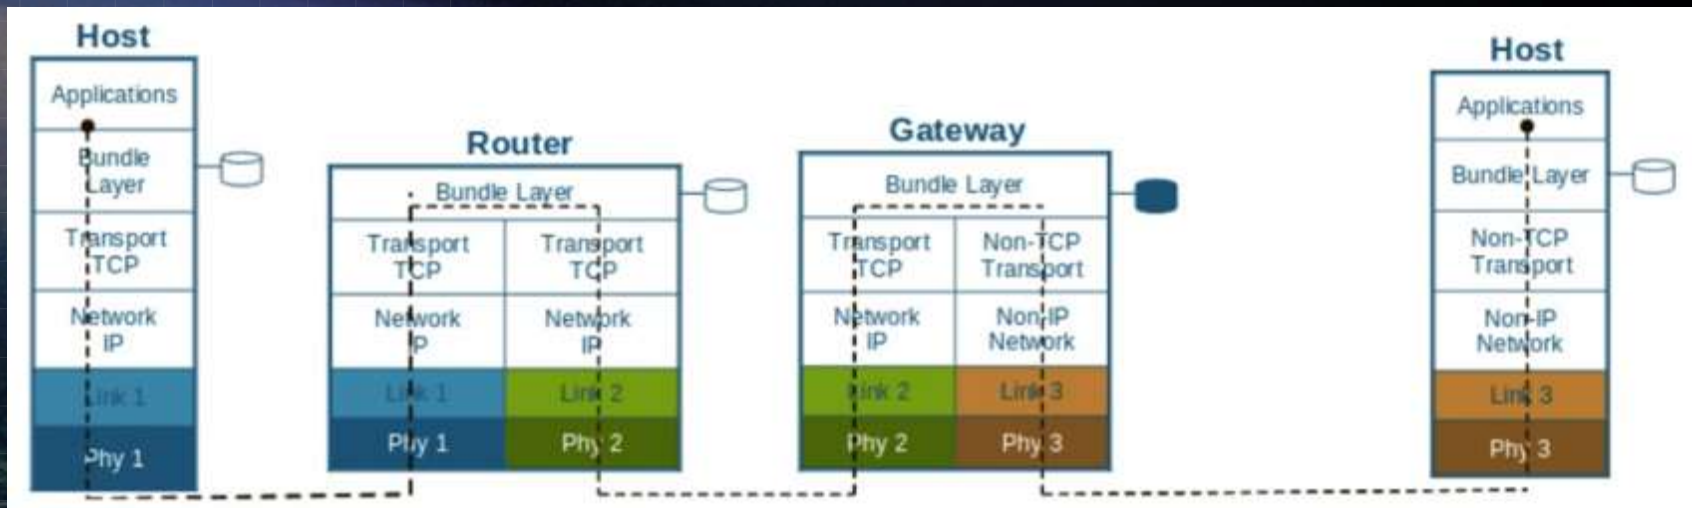 Host
Applications
Bundle
Layer
Transport
TCP
Network
IP
Link 1
Phy 1
Router
Bundle Layer
Transport
TCP
Transport
TCP
Network
IP
Network
IP
Link 1
Link 2
Phy 1
Phy 2
Gateway
Bundle Layer
Transport
TCP
Non-TCP
Transport
Network
IP
Non-IP
Network
Link 2
Link 3
Phy 2
Phy 3
Host
Applications
Bundle Layer
Non-TCP
Transport
Non-IP
Network
Link 3
Phy 3